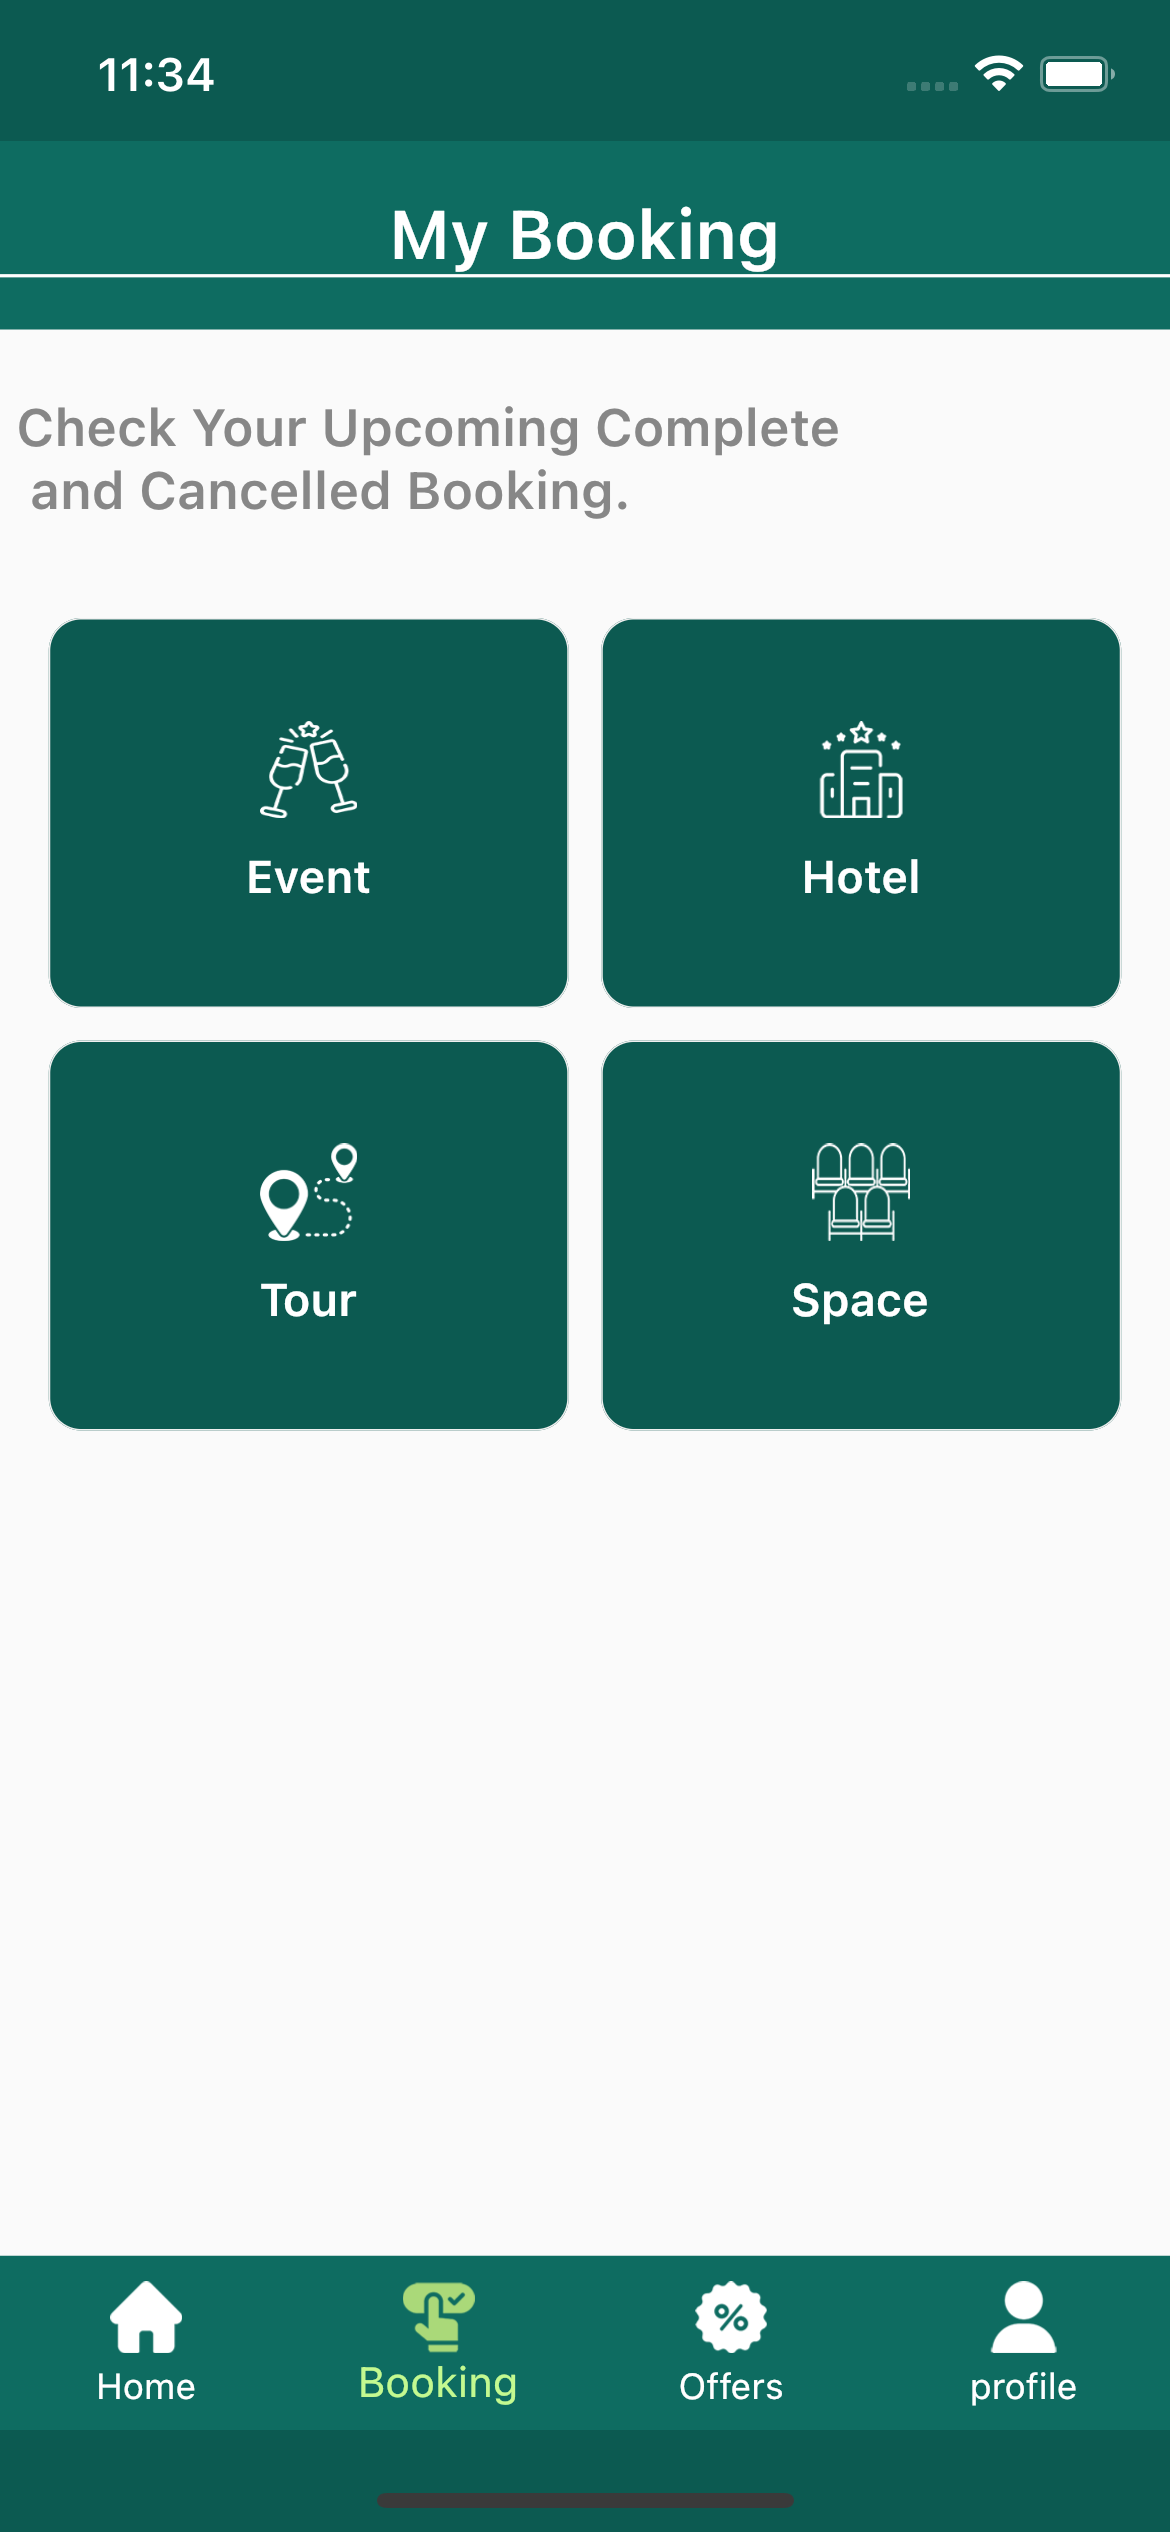 11:34
My Booking
Check Your Upcoming Complete
and Cancelled Booking.
Event
Hotel
Tour
Space
Home
Booking
Offers
profile